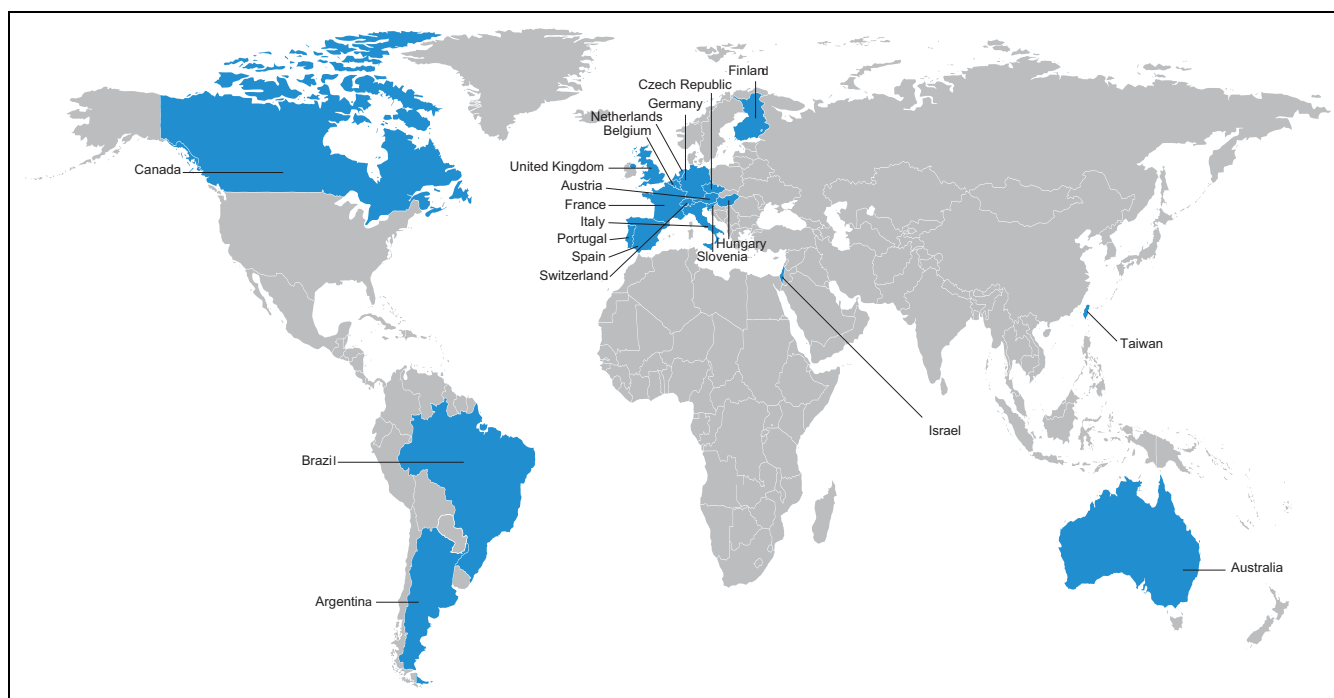 Finland
Czech Republic
Germany
Netherlands
Belgium
United Kingdom
Canada
Austria
France
Italy
Portugal
Hungary
Spain
Slovenia
Switzerland
Taiwan
Israel
Brazil
Australia
Argentina